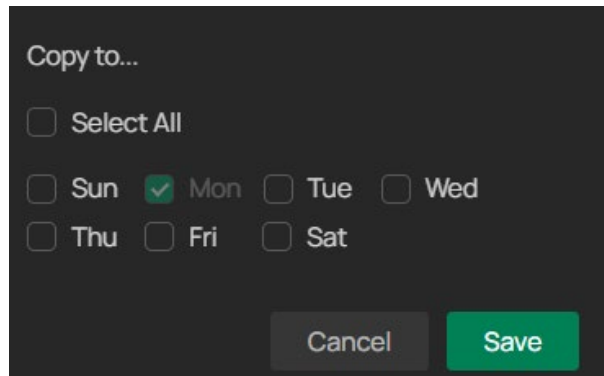 Copy to...
Select All
Sun Mon Tue Wed
Thu Fri Sat
Cancel Save